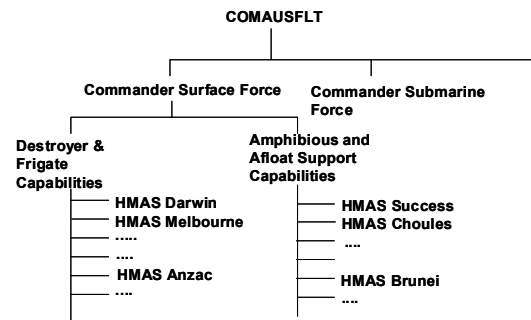 COMAUSFLT
Commander Surface Force
Commander Submarine
Force
Destroyer &
Frigate
Capabilities
HMAS Darwin
HMAS Melbourne
.....
....
HMAS Anzac
....
Amphibious and
Afloat Support
Capabilities
HMAS Success
HMAS Choules
....
HMAS Brunei
....